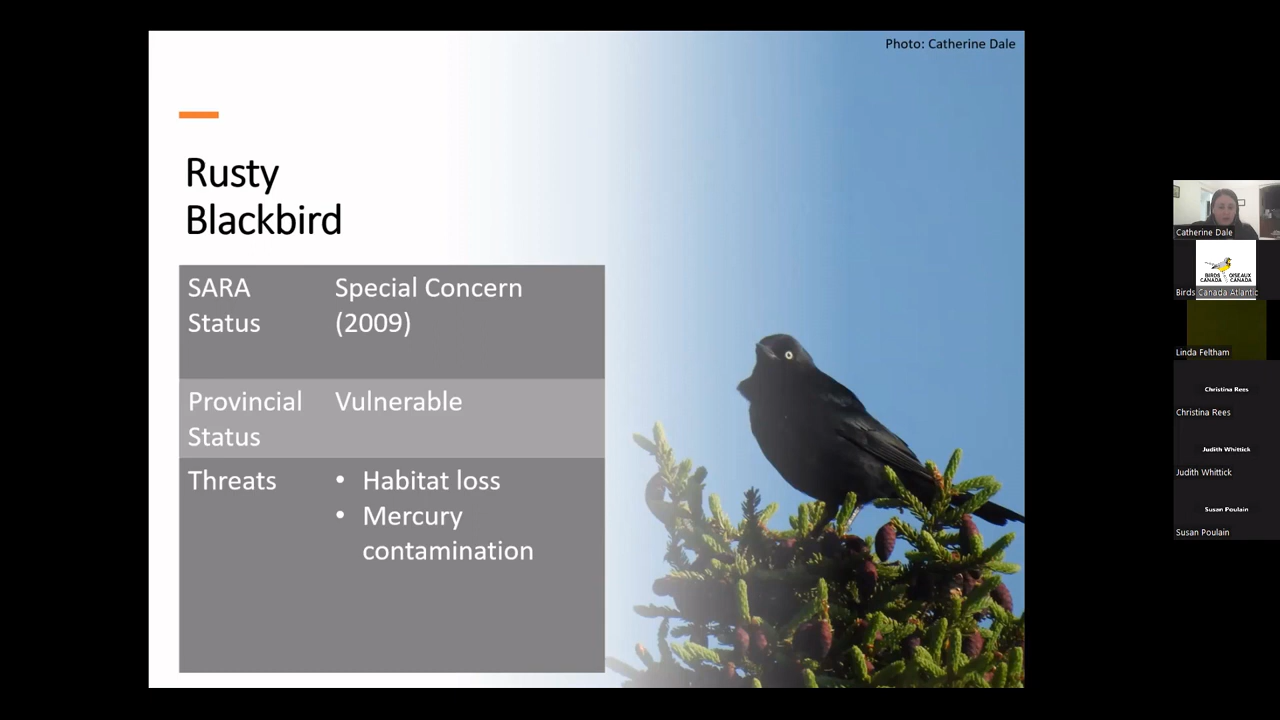 Photo: Catherine Dale
Rusty
Blackbird
SARA
Status
Special Concern
(2009)
Provincial
Status
Vulnerable
Threats
• Habitat loss
• Mercury
contamination
Catherine Dale
BIRDS CANADA
OISEAUX CANADA
Birds Canada Atlantic
Linda Feltham
Christina Rees
Christina Rees
Judith Whittick
Judith Whittick
Susan Poulain
Susan Poulain